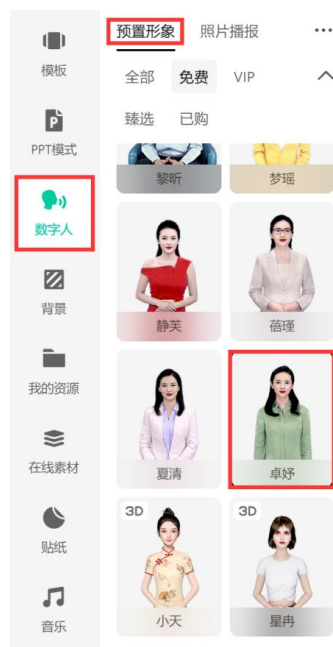 模板
PPT模式
数字人
背景
我的资源
在线素材
贴纸
音乐
预置形象 照片播报 ...
全部 免费 VIP
臻选 已购
黎昕 梦瑶
静芙 蓓瑾
夏清 卓妤
3D 3D
小天 星冉